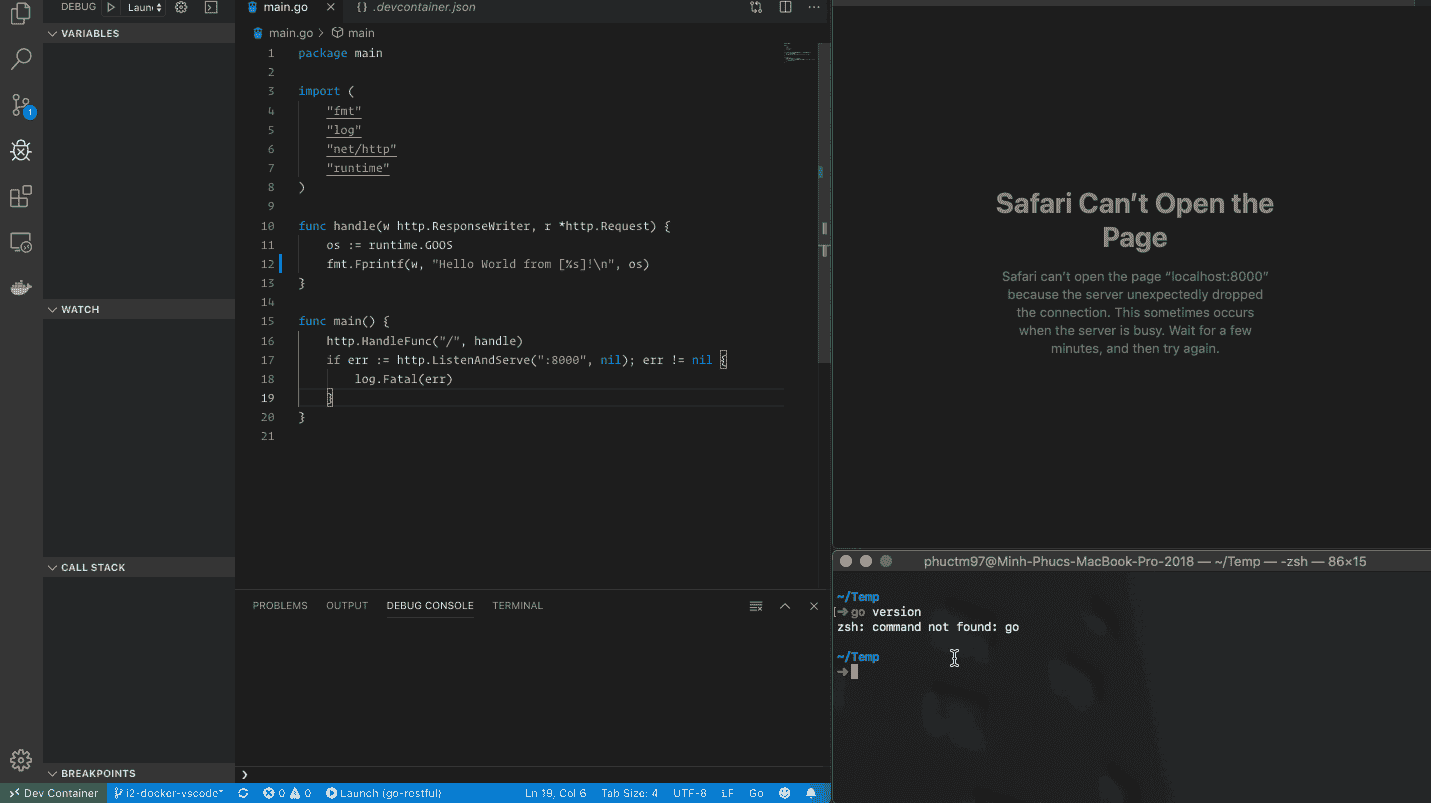 DEBUG
Launc
main.go
{} .devcontainer.json
main.go > main
VARIABLES
WATCH
CALL STACK
BREAKPOINTS
1
1 package main
2
3 import (
4 "fmt"
5 "log"
6 "net/http"
7 "runtime"
8 )
9
10 func handle(w http.ResponseWriter, r *http.Request) {
11 os := runtime.GOOS
12 fmt.Fprintf(w, "Hello World from [%s]!\n", os)
13 }
14
15 func main() {
16 http.HandleFunc("/", handle)
17 if err := http.ListenAndServe(":8000", nil); err != nil {
18 log.Fatal(err)
19 }
20 }
21
PROBLEMS OUTPUT DEBUG CONSOLE TERMINAL
Dev Container
i2-docker-vscode*
0 0
Launch (go-restful)
Ln 19, Col 6
Tab Size: 4
UTF-8
LF
Go
Safari Can't Open the
Page
Safari can't open the page “localhost:8000”
because the server unexpectedly dropped
the connection. This sometimes occurs
when the server is busy. Wait for a few
minutes, and then try again.
phuctm97@Minh-Phucs-MacBook-Pro-2018 — ~/Temp — -zsh — 86×15
~/Temp
[➜ go version
zsh: command not found: go
~/Temp
➜